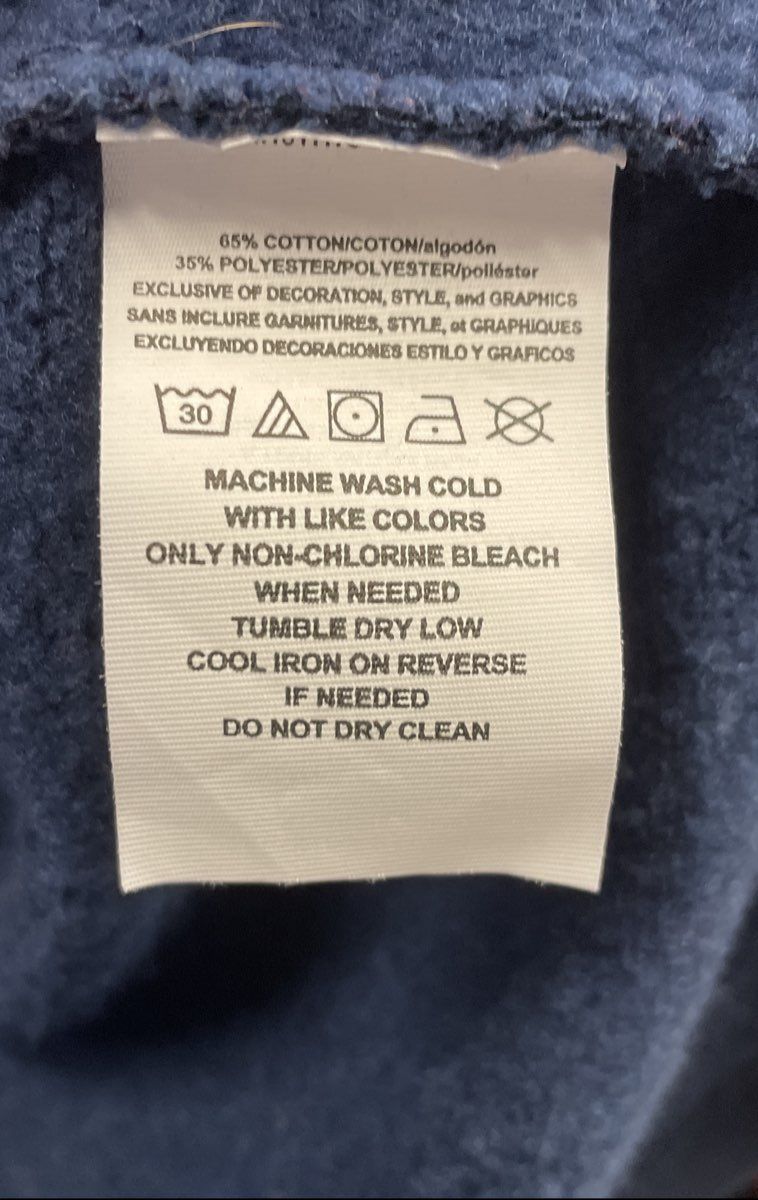 65% COTTON/COTON/algodón
35% POLYESTER/POLYESTER/poliéster
EXCLUSIVE OF DECORATION, STYLE, and GRAPHICS
SANS INCLURE GARNITURES, STYLE, et GRAPHIQUES
EXCLUYENDO DECORACIONES ESTILO Y GRAFICOS
30
MACHINE WASH COLD
WITH LIKE COLORS
ONLY NON-CHLORINE BLEACH
WHEN NEEDED
TUMBLE DRY LOW
COOL IRON ON REVERSE
IF NEEDED
DO NOT DRY CLEAN